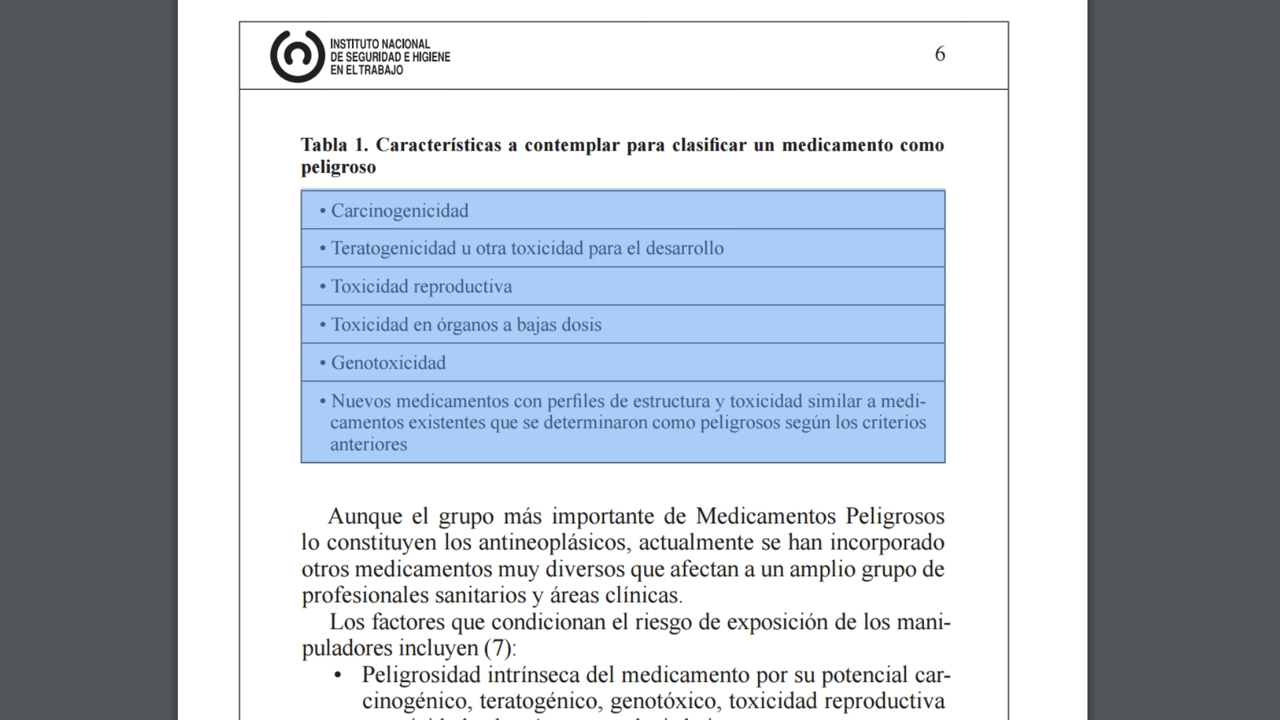 INSTITUTO NACIONAL
DE SEGURIDAD E HIGIENE
EN EL TRABAJO
6
Tabla 1. Características a contemplar para clasificar un medicamento como
peligroso
• Carcinogenicidad
• Teratogenicidad u otra toxicidad para el desarrollo
• Toxicidad reproductiva
• Toxicidad en órganos a bajas dosis
• Genotoxicidad
• Nuevos medicamentos con perfiles de estructura y toxicidad similar a medi-
camentos existentes que se determinaron como peligrosos según los criterios
anteriores
Aunque el grupo más importante de Medicamentos Peligrosos
lo constituyen los antineoplásicos, actualmente se han incorporado
otros medicamentos muy diversos que afectan a un amplio grupo de
profesionales sanitarios y áreas clínicas.
Los factores que condicionan el riesgo de exposición de los mani-
puladores incluyen (7):
• Peligrosidad intrínseca del medicamento por su potencial car-
cinogénico, teratogénico, genotóxico, toxicidad reproductiva